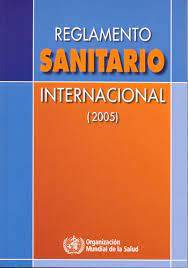 REGLAMENTO
SANITARIO
INTERNACIONAL
(2005)
Organización
Mundial de la Salud